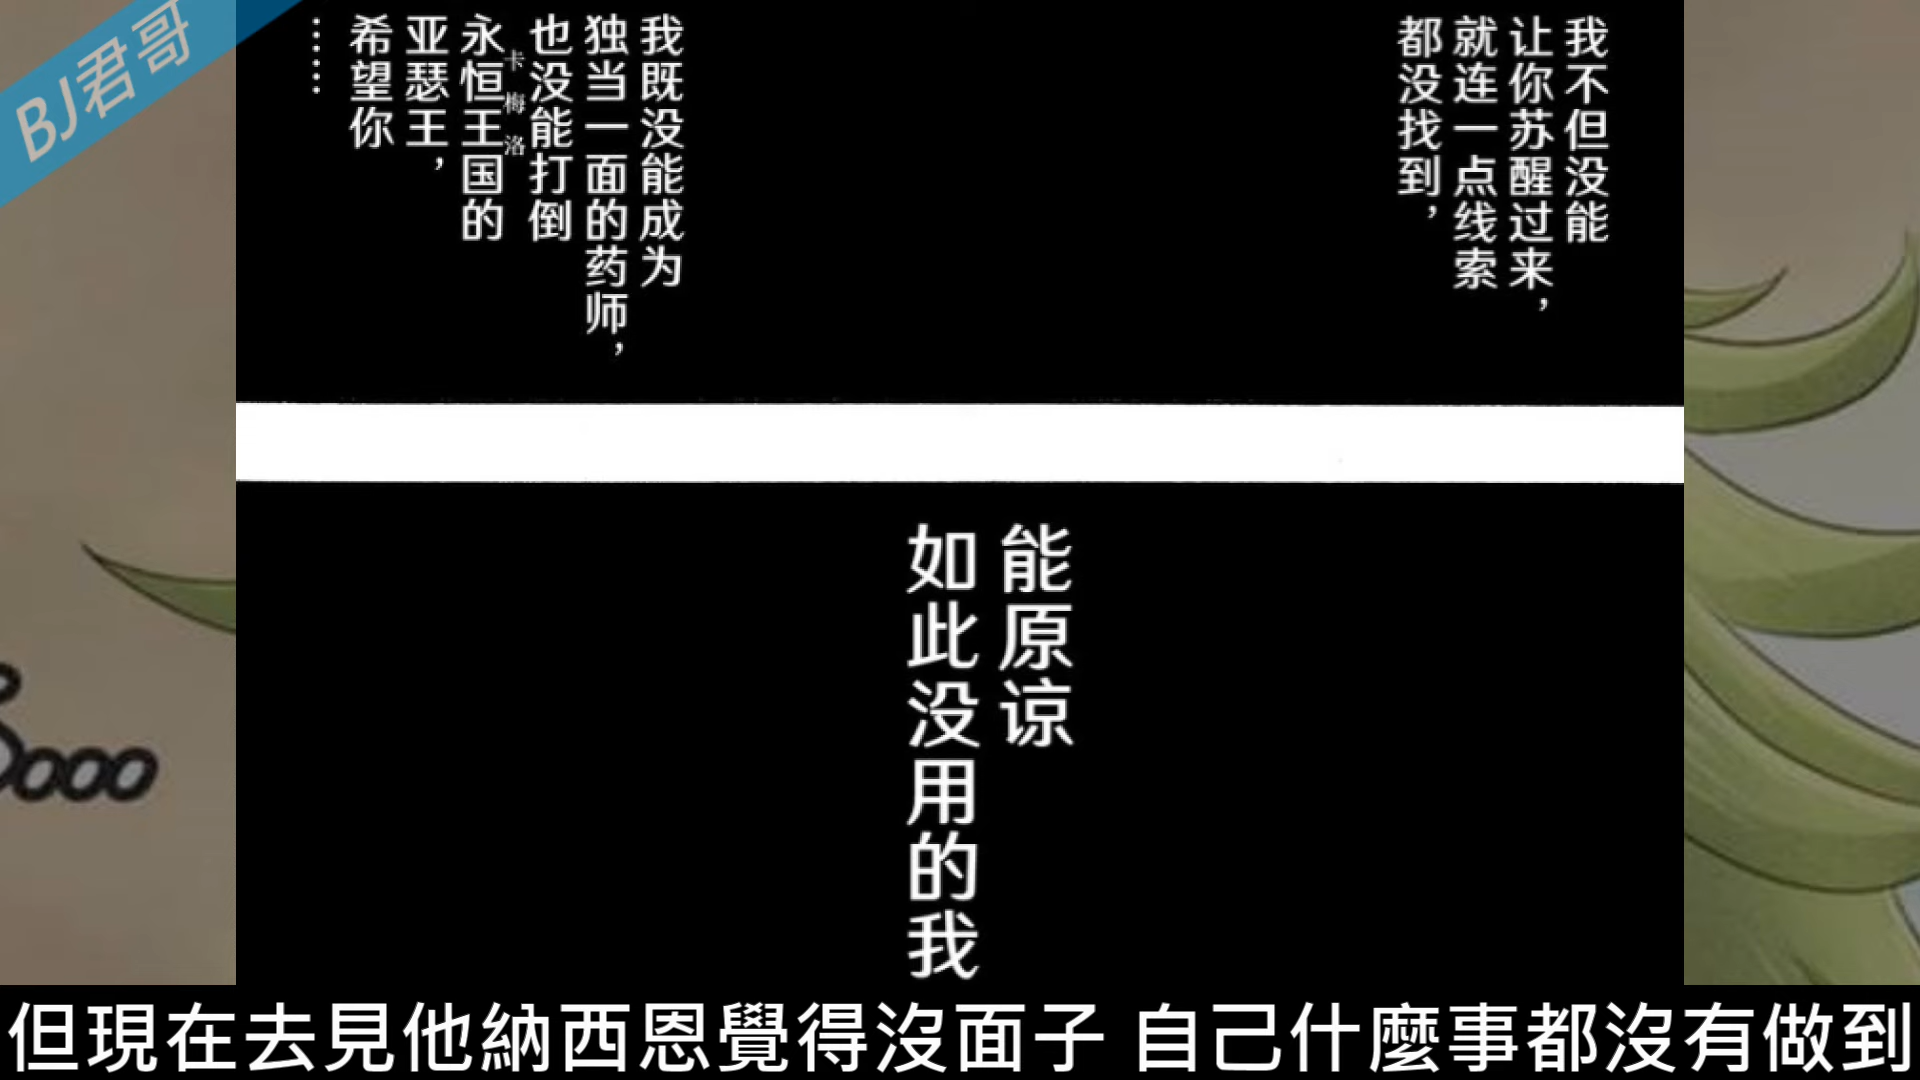 BJ君哥
我不但没能
让你苏醒过来，
就连一点线索
都没找到，
我既没能成为
独当一面的药师，
也没能打倒
卡梅洛
永恒王国的
亚瑟王，
希望你
……
能原谅
如此没用的我
ooo
但現在去見他納西恩覺得沒面子 自己什麼事都沒有做到